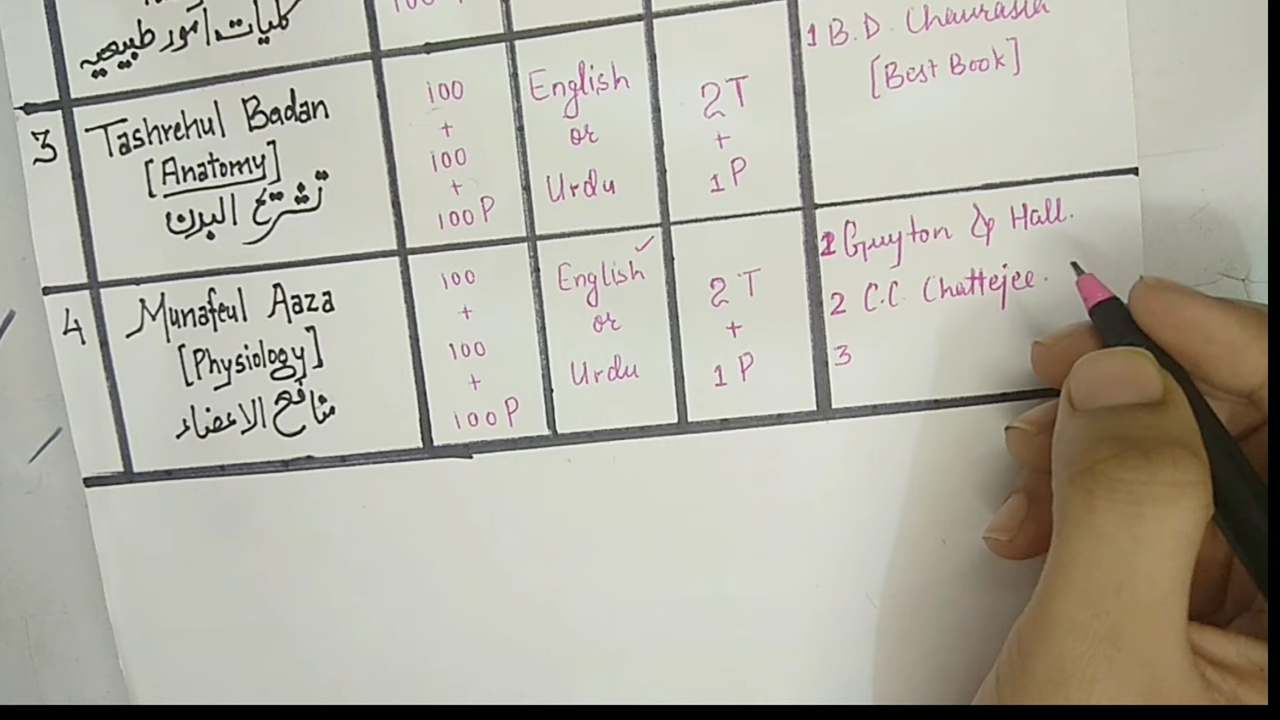 کلیات امور طبیعیہ
100
1 B.D. Chaurasia
[Best Book]
3
Tashrehul Badan
[Anatomy]
تشریح البدن
100
+
100
+
100 P
English
or
Urdu
2 T
+
1 P
4
Munafeul Aaza
[Physiology]
منافع الاعضاء
100
+
100
+
100 P
English ✓
or
Urdu
2 T
+
1 P
1 Guyton & Hall.
2 C.C. Chattejee.
3